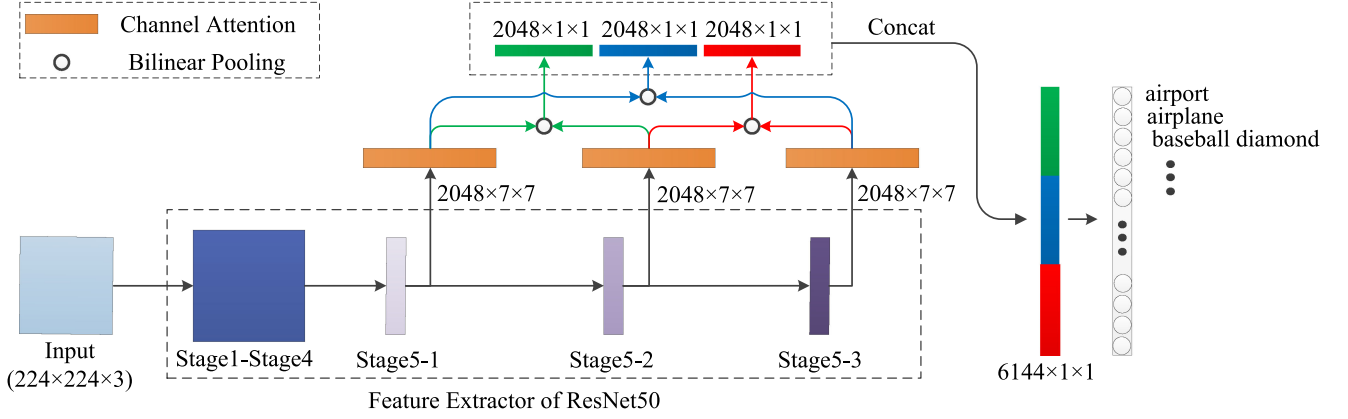 Channel Attention
Bilinear Pooling
2048×1×1 2048×1×1 2048×1×1
Concat
airport
airplane
baseball diamond
2048×7×7 2048×7×7 2048×7×7
Input
(224×224×3)
Stage1-Stage4
Stage5-1
Stage5-2
Stage5-3
6144×1×1
Feature Extractor of ResNet50